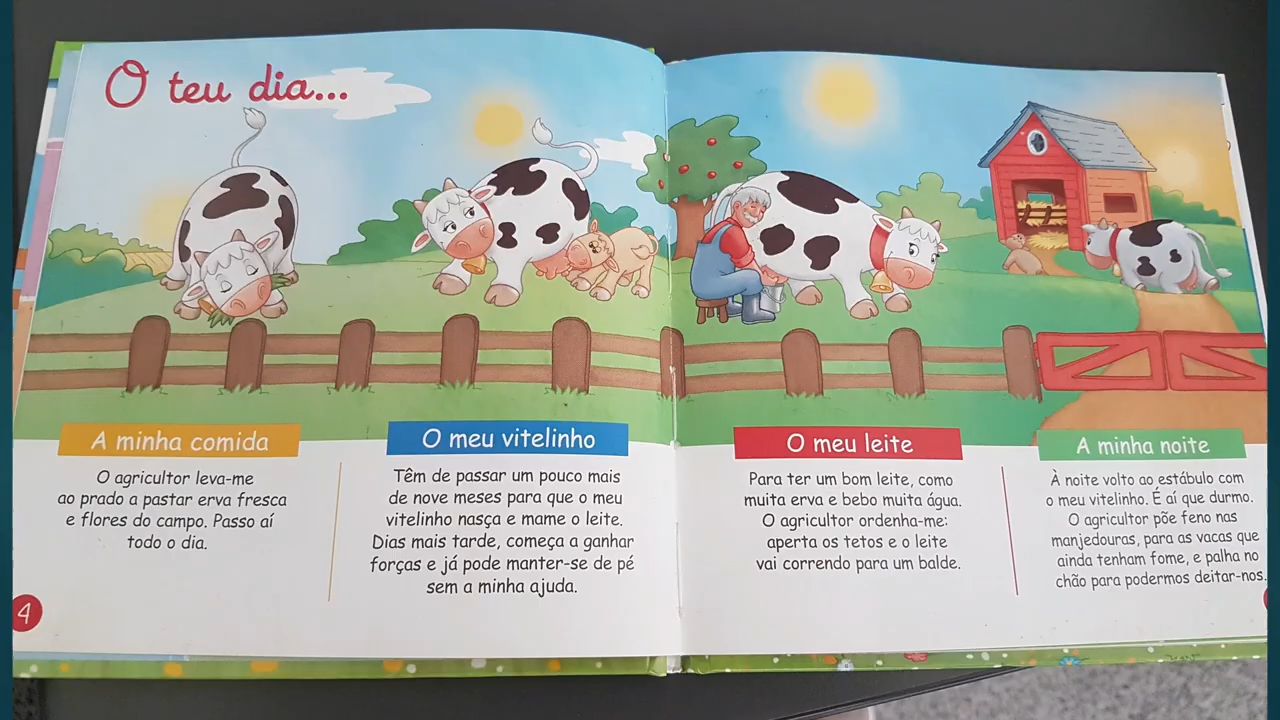 O teu dia...
A minha comida
O agricultor leva-me
ao prado a pastar erva fresca
e flores do campo. Passo aí
todo o dia.
O meu vitelinho
Têm de passar um pouco mais
de nove meses para que o meu
vitelinho nasça e mame o leite.
Dias mais tarde, começa a ganhar
forças e já pode manter-se de pé
sem a minha ajuda.
O meu leite
Para ter um bom leite, como
muita erva e bebo muita água.
O agricultor ordenha-me:
aperta os tetos e o leite
vai correndo para um balde.
A minha noite
À noite volto ao estábulo com
o meu vitelinho. É aí que durmo.
O agricultor põe feno nas
manjedouras, para as vacas que
ainda tenham fome, e palha no
chão para podermos deitar-nos.
4